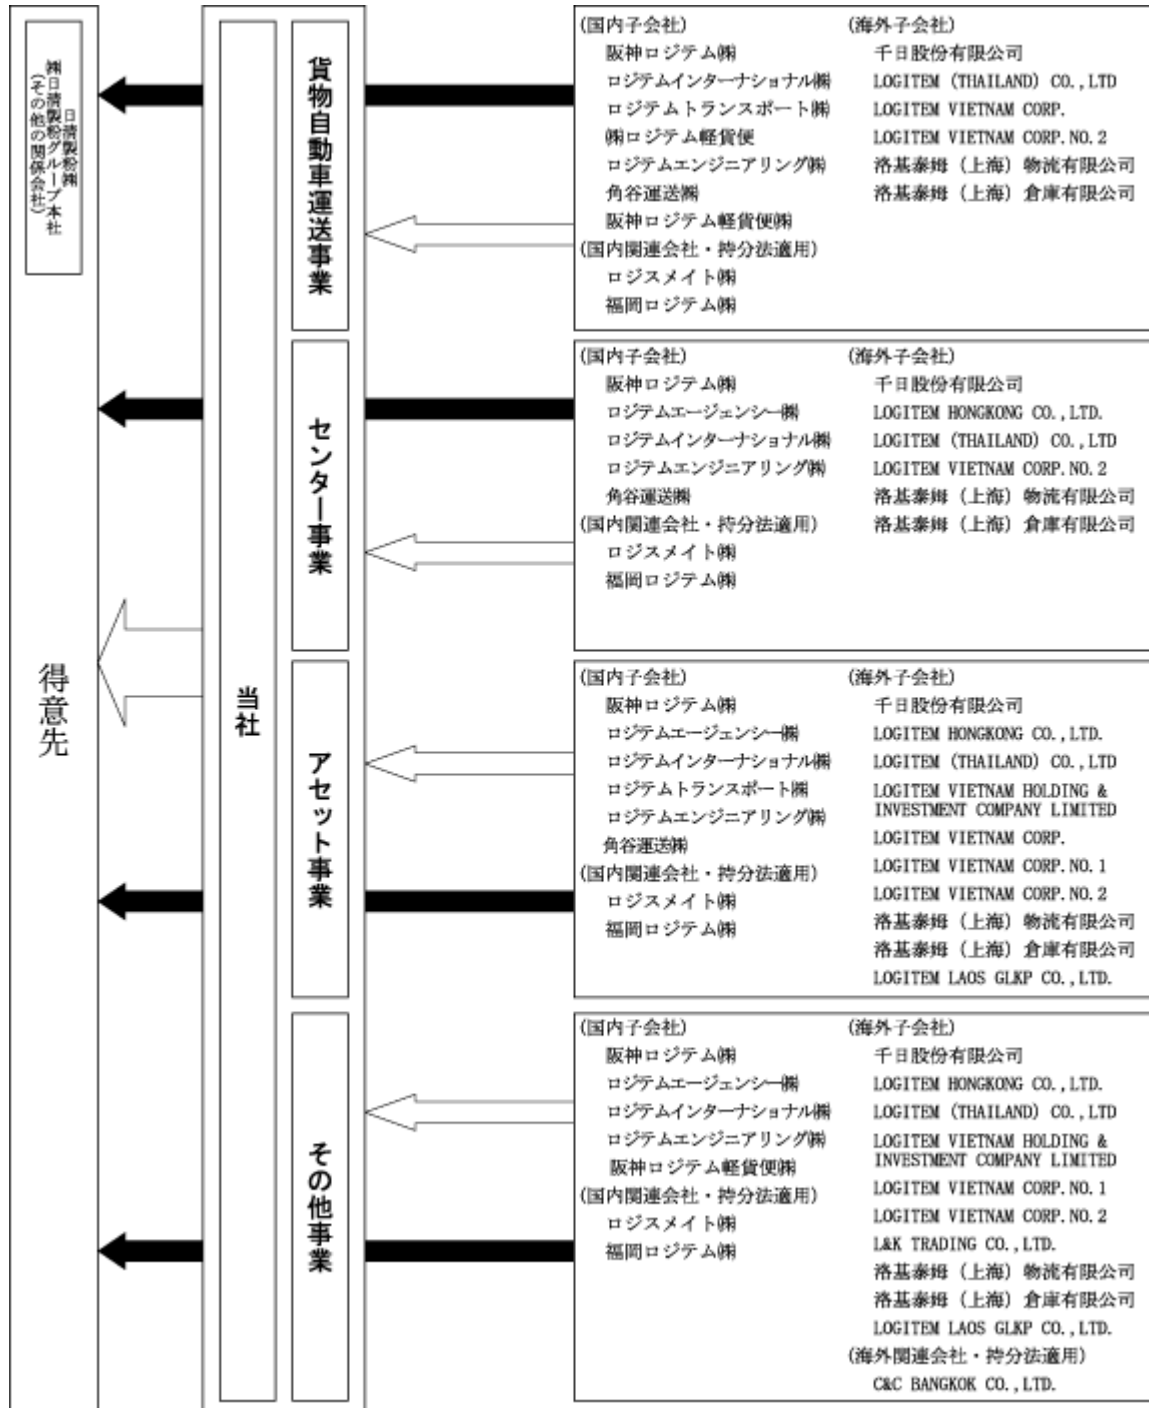 日清製粉㈱
㈱日清製粉グループ本社
(その他の関係会社)
得意先
当社
貨物自動車運送事業
(国内子会社)
阪神ロジテム㈱
ロジテムインターナショナル㈱
ロジテムトランスポート㈱
㈱ロジテム軽貨便
ロジテムエンジニアリング㈱
角谷運送㈱
阪神ロジテム軽貨便㈱
(国内関連会社・持分法適用)
ロジスメイト㈱
福岡ロジテム㈱
(海外子会社)
千日股份有限公司
LOGITEM (THAILAND) CO.,LTD
LOGITEM VIETNAM CORP.
LOGITEM VIETNAM CORP.NO.2
洛基泰姆 (上海) 物流有限公司
洛基泰姆 (上海) 倉庫有限公司
センター事業
(国内子会社)
阪神ロジテム㈱
ロジテムエージェンシー㈱
ロジテムインターナショナル㈱
ロジテムエンジニアリング㈱
角谷運送㈱
(国内関連会社・持分法適用)
ロジスメイト㈱
福岡ロジテム㈱
(海外子会社)
千日股份有限公司
LOGITEM HONGKONG CO.,LTD.
LOGITEM (THAILAND) CO.,LTD
LOGITEM VIETNAM CORP.NO.2
洛基泰姆 (上海) 物流有限公司
洛基泰姆 (上海) 倉庫有限公司
アセット事業
(国内子会社)
阪神ロジテム㈱
ロジテムエージェンシー㈱
ロジテムインターナショナル㈱
ロジテムトランスポート㈱
ロジテムエンジニアリング㈱
角谷運送㈱
(国内関連会社・持分法適用)
ロジスメイト㈱
福岡ロジテム㈱
(海外子会社)
千日股份有限公司
LOGITEM HONGKONG CO.,LTD.
LOGITEM (THAILAND) CO.,LTD
LOGITEM VIETNAM HOLDING &
INVESTMENT COMPANY LIMITED
LOGITEM VIETNAM CORP.
LOGITEM VIETNAM CORP.NO.1
LOGITEM VIETNAM CORP.NO.2
洛基泰姆 (上海) 物流有限公司
洛基泰姆 (上海) 倉庫有限公司
LOGITEM LAOS GLKP CO.,LTD.
その他事業
(国内子会社)
阪神ロジテム㈱
ロジテムエージェンシー㈱
ロジテムインターナショナル㈱
ロジテムエンジニアリング㈱
阪神ロジテム軽貨便㈱
(国内関連会社・持分法適用)
ロジスメイト㈱
福岡ロジテム㈱
(海外子会社)
千日股份有限公司
LOGITEM HONGKONG CO.,LTD.
LOGITEM (THAILAND) CO.,LTD
LOGITEM VIETNAM HOLDING &
INVESTMENT COMPANY LIMITED
LOGITEM VIETNAM CORP.NO.1
LOGITEM VIETNAM CORP.NO.2
L&K TRADING CO.,LTD.
洛基泰姆 (上海) 物流有限公司
洛基泰姆 (上海) 倉庫有限公司
LOGITEM LAOS GLKP CO.,LTD.
(海外関連会社・持分法適用)
C&C BANGKOK CO.,LTD.